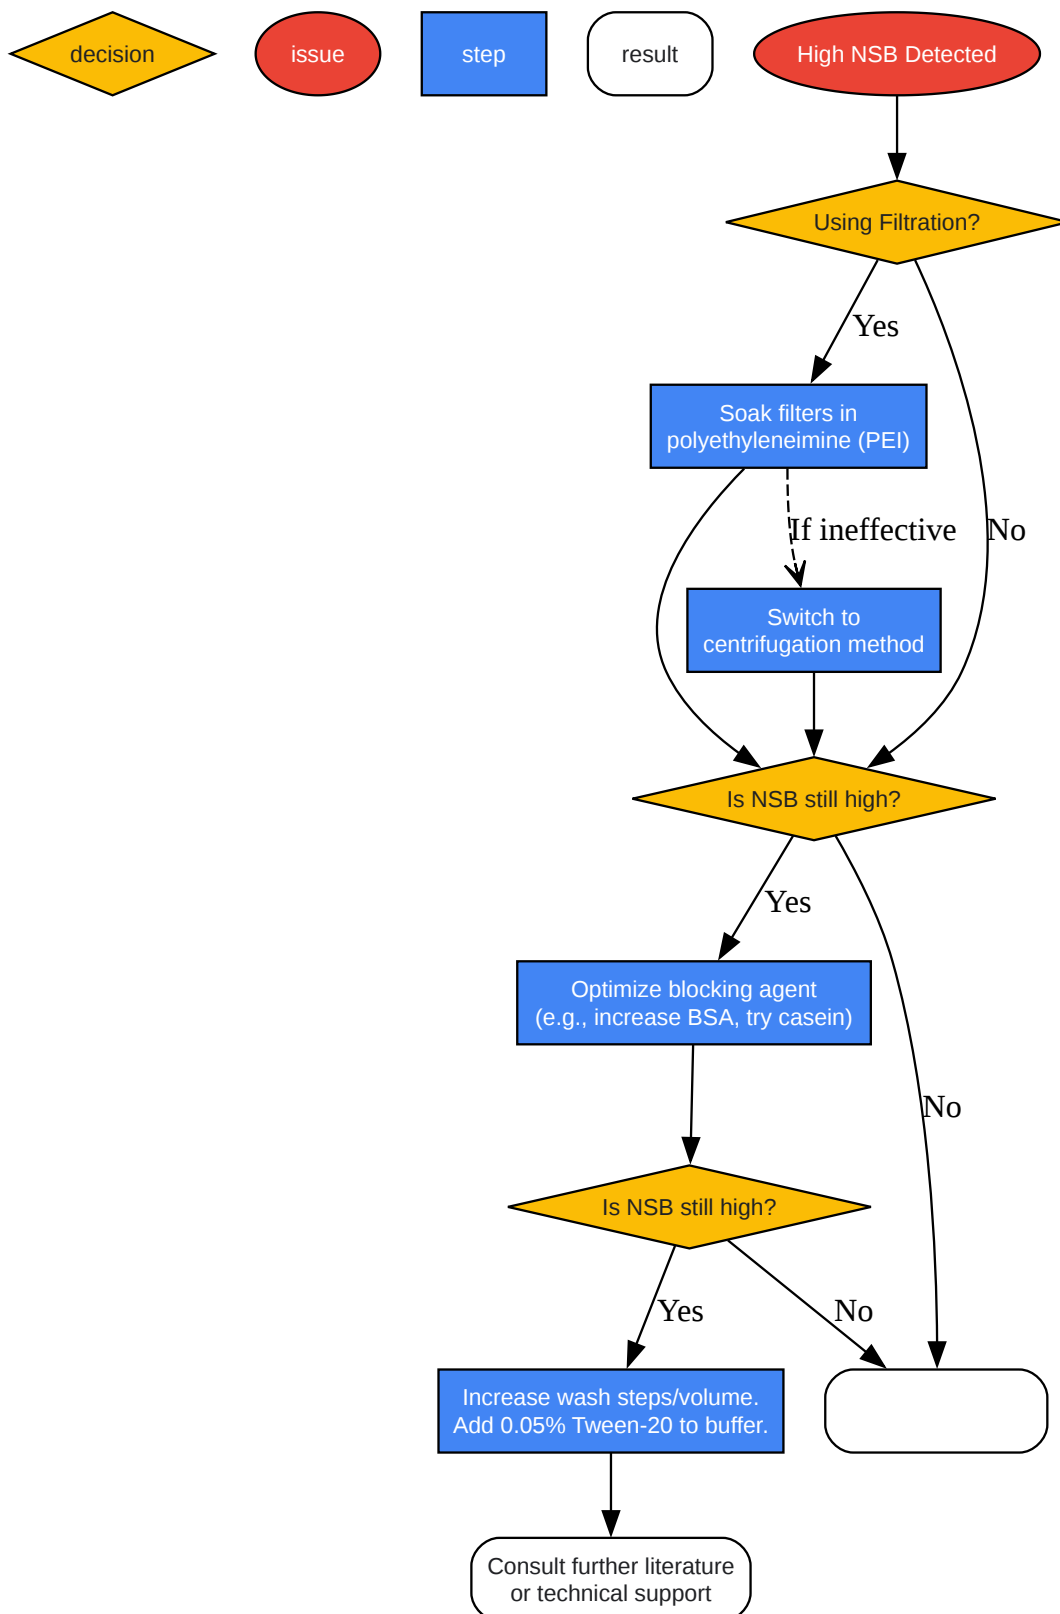 decision
issue
step
result
High NSB Detected
Using Filtration?
Yes
Soak filters in
polyethyleneimine (PEI)
If ineffective
No
Switch to
centrifugation method
Is NSB still high?
Yes
Optimize blocking agent
(e.g., increase BSA, try casein)
No
Is NSB still high?
Yes
No
Increase wash steps/volume.
Add 0.05% Tween-20 to buffer.
Consult further literature
or technical support